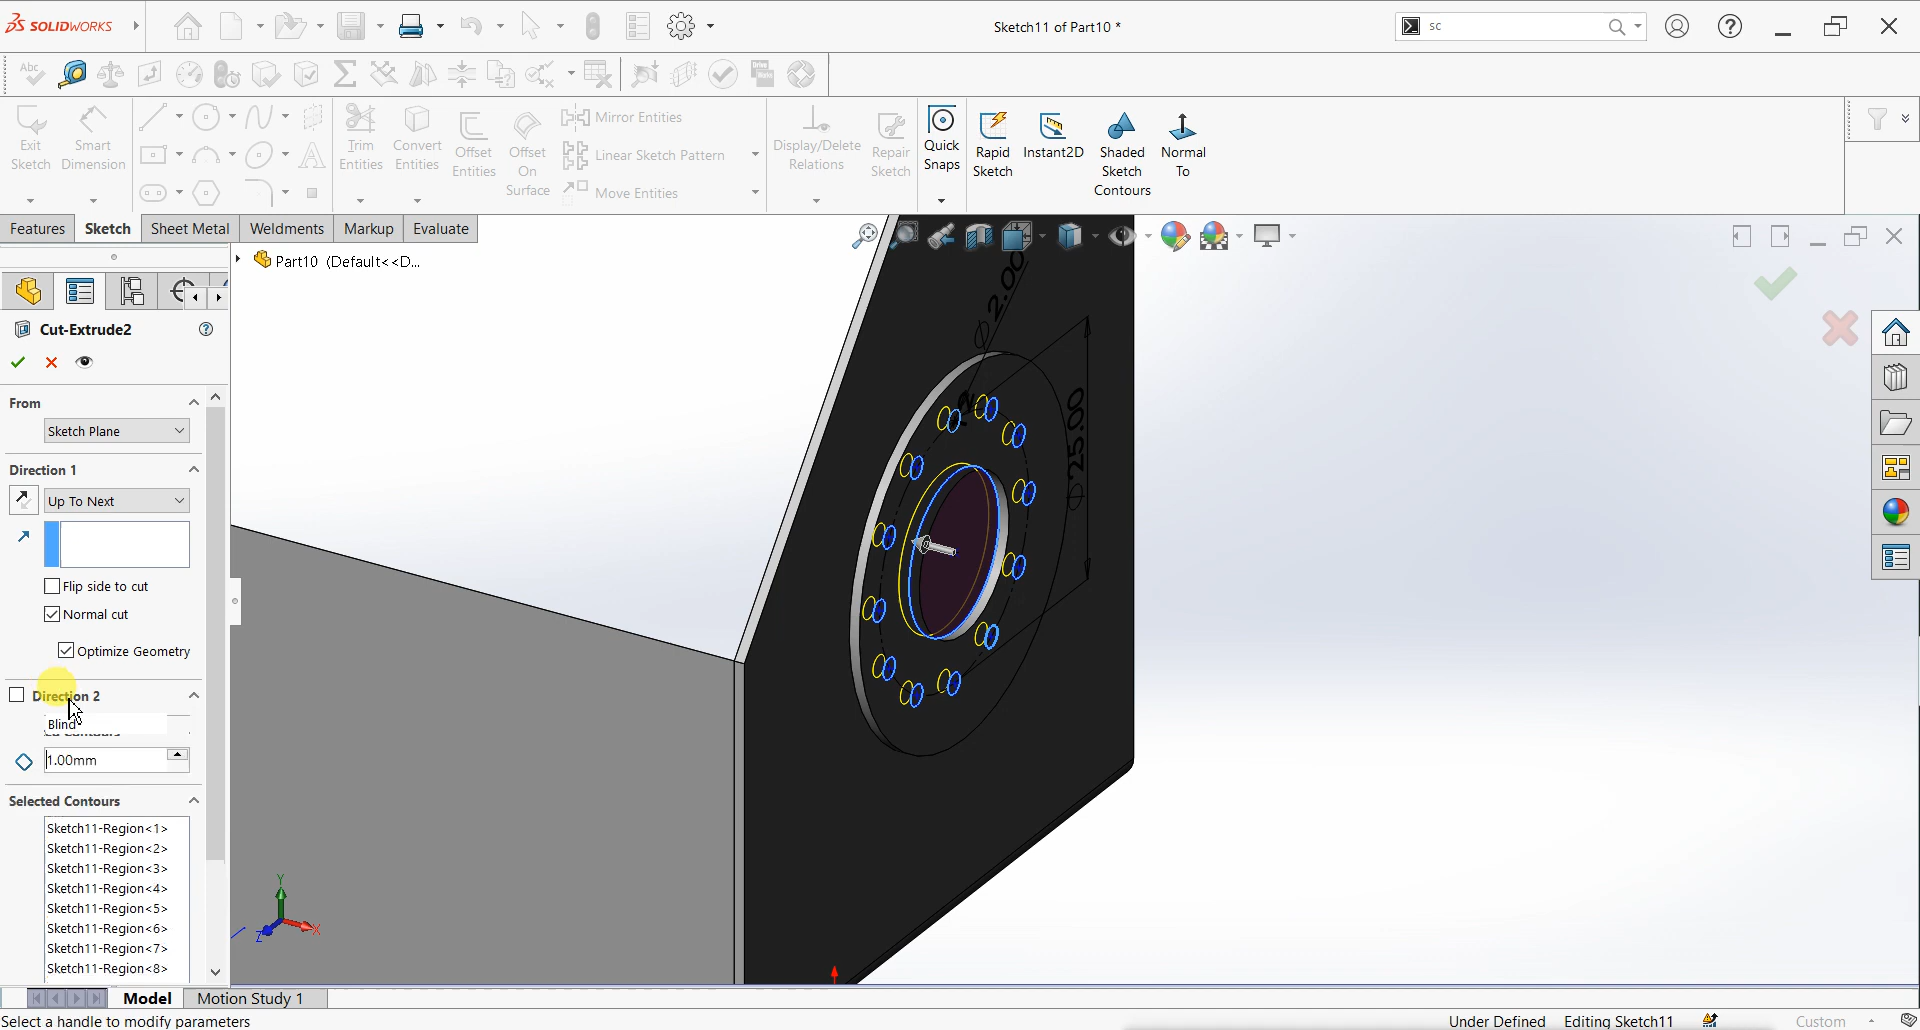 SOLIDWORKS
Sketch11 of Part10 *
sc
Exit Sketch
Smart Dimension
Trim Entities
Convert Entities
Offset Entities
Offset On Surface
Mirror Entities
Linear Sketch Pattern
Move Entities
Display/Delete Relations
Repair Sketch
Quick Snaps
Rapid Sketch
Instant2D
Shaded Sketch Contours
Normal To
Features
Sketch
Sheet Metal
Weldments
Markup
Evaluate
Part10 (Default<<D...
Cut-Extrude2
From
Sketch Plane
Direction 1
Up To Next
Flip side to cut
Normal cut
Optimize Geometry
Direction 2
Blind
1.00mm
Selected Contours
Sketch11-Region<1>
Sketch11-Region<2>
Sketch11-Region<3>
Sketch11-Region<4>
Sketch11-Region<5>
Sketch11-Region<6>
Sketch11-Region<7>
Sketch11-Region<8>
∅2.00
∅25.00
Y
X
Z
Model
Motion Study 1
Select a handle to modify parameters
Under Defined
Editing Sketch11
Custom